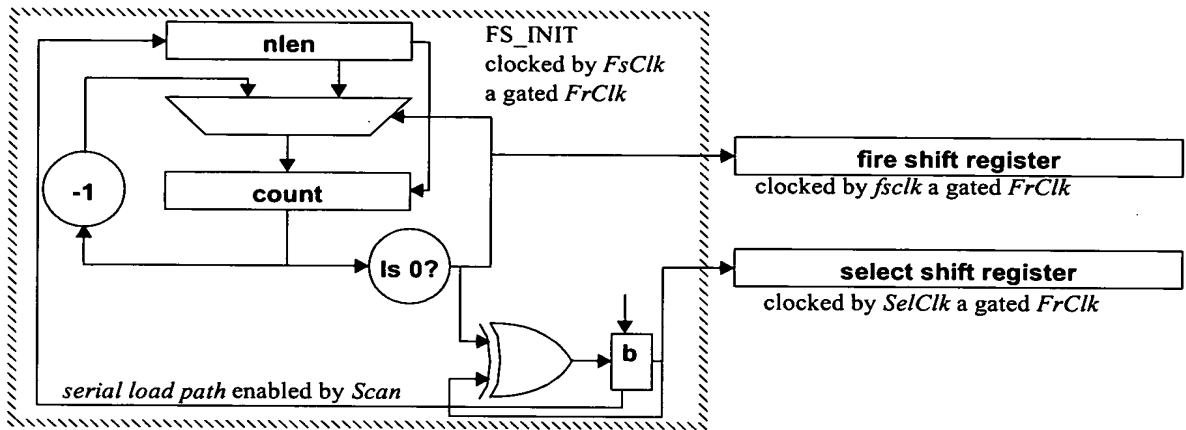 nlen
FS_INIT
clocked by FsClk
a gated FrClk
-1
count
Is 0?
fire shift register
clocked by fsclk a gated FrClk
select shift register
clocked by SelClk a gated FrClk
b
serial load path enabled by Scan